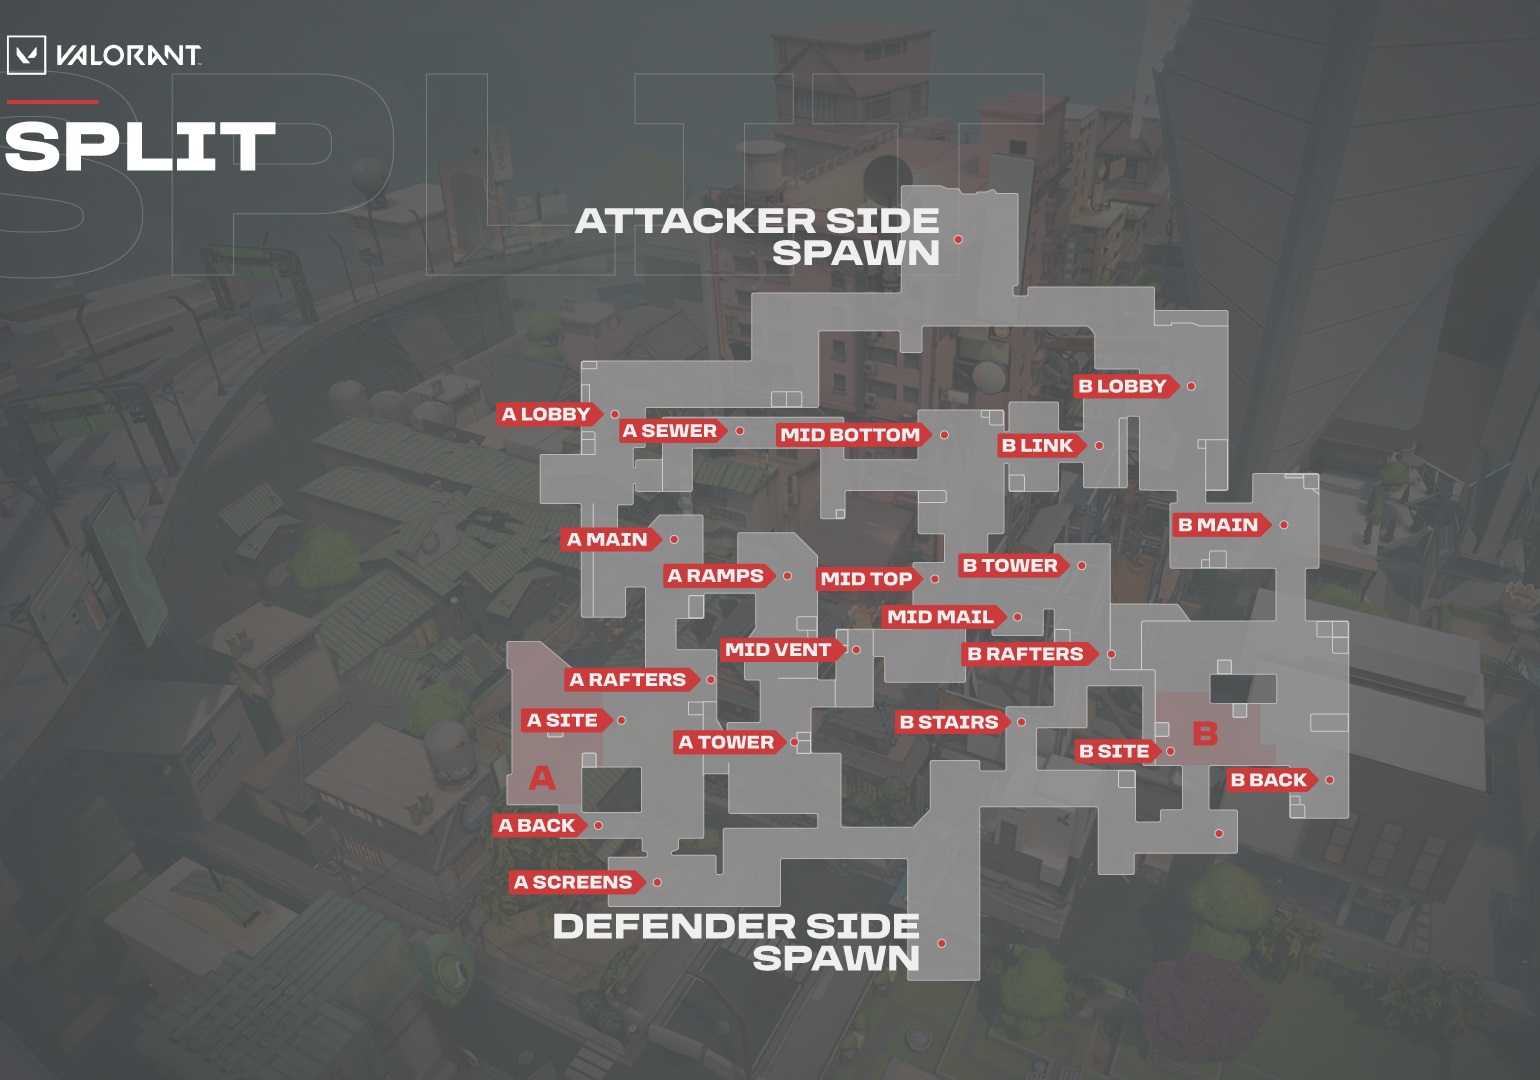 VALORANT
SPLIT
SPLIT
ATTACKER SIDE
SPAWN
B LOBBY
A LOBBY
A SEWER
MID BOTTOM
B LINK
B MAIN
A MAIN
B TOWER
A RAMPS
MID TOP
MID MAIL
MID VENT
B RAFTERS
A RAFTERS
A SITE
B STAIRS
B
A TOWER
B SITE
A
B BACK
A BACK
A SCREENS
DEFENDER SIDE
SPAWN